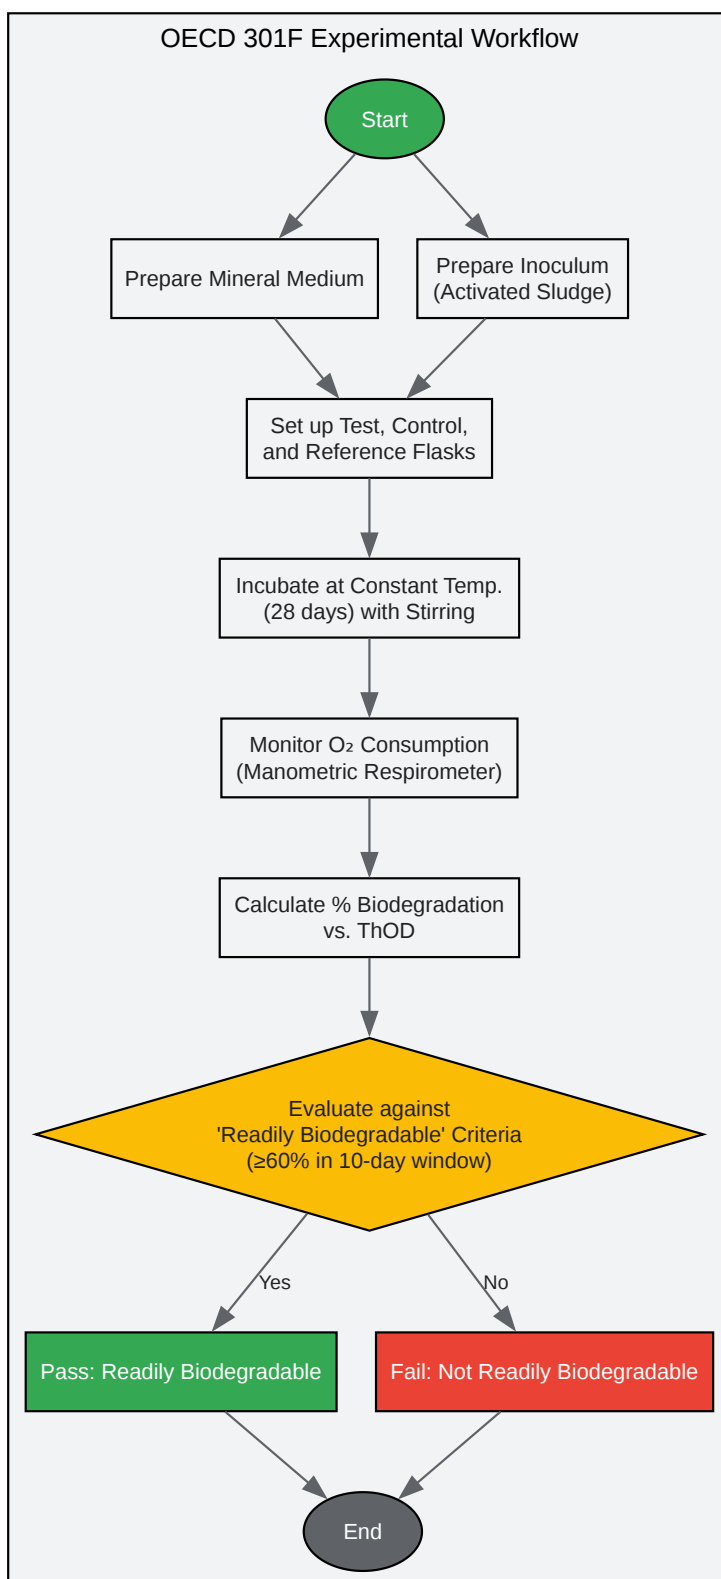 OECD 301F Experimental Workflow
Start
Prepare Mineral Medium
Prepare Inoculum
(Activated Sludge)
Set up Test, Control,
and Reference Flasks
Incubate at Constant Temp.
(28 days) with Stirring
Monitor O₂ Consumption
(Manometric Respirometer)
Calculate % Biodegradation
vs. ThOD
Evaluate against
'Readily Biodegradable' Criteria
(≥60% in 10-day window)
Yes
No
Pass: Readily Biodegradable
Fail: Not Readily Biodegradable
End